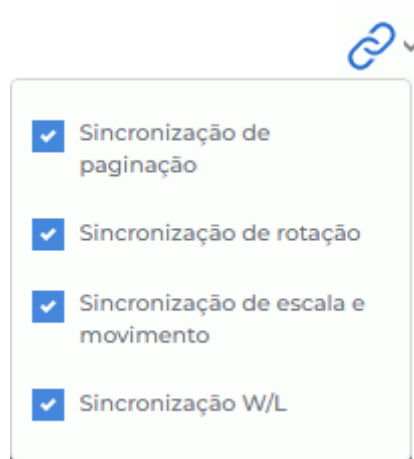 Sincronização de
paginação
Sincronização de rotação
Sincronização de escala e
movimento
Sincronização W/L